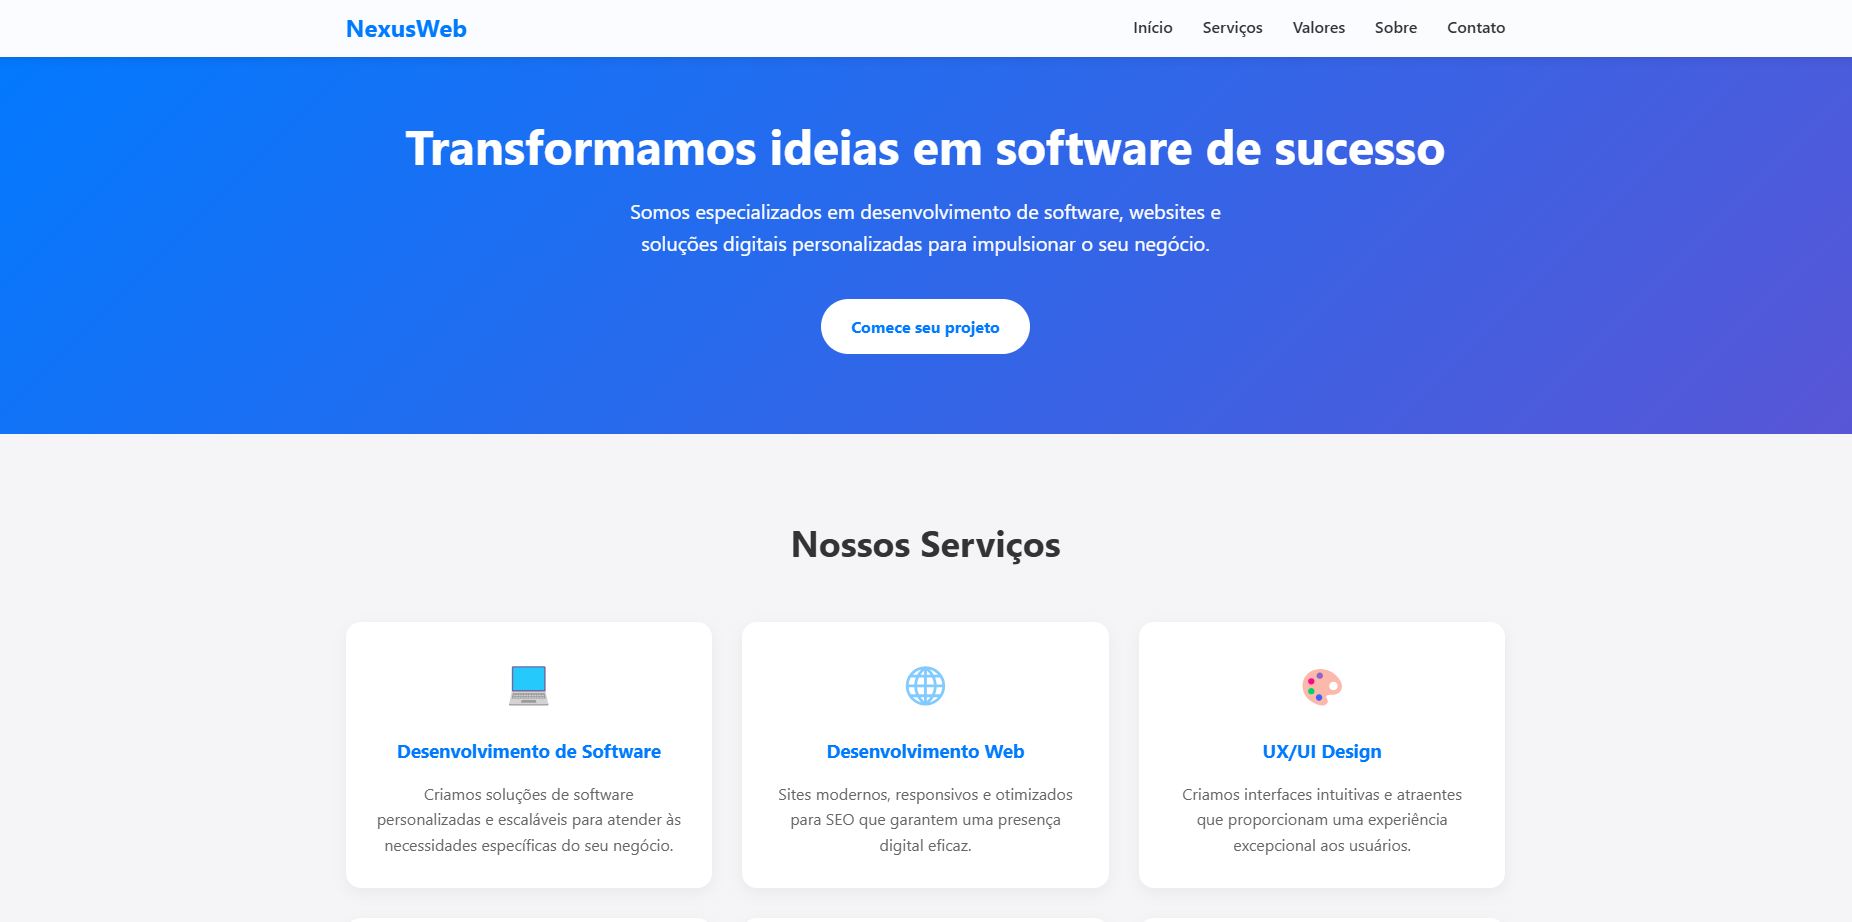 NexusWeb
Início
Serviços
Valores
Sobre
Contato
Transformamos ideias em software de sucesso
Somos especializados em desenvolvimento de software, websites e
soluções digitais personalizadas para impulsionar o seu negócio.
Comece seu projeto
Nossos Serviços
Desenvolvimento de Software
Criamos soluções de software
personalizadas e escaláveis para atender às
necessidades específicas do seu negócio.
Desenvolvimento Web
Sites modernos, responsivos e otimizados
para SEO que garantem uma presença
digital eficaz.
UX/UI Design
Criamos interfaces intuitivas e atraentes
que proporcionam uma experiência
excepcional aos usuários.